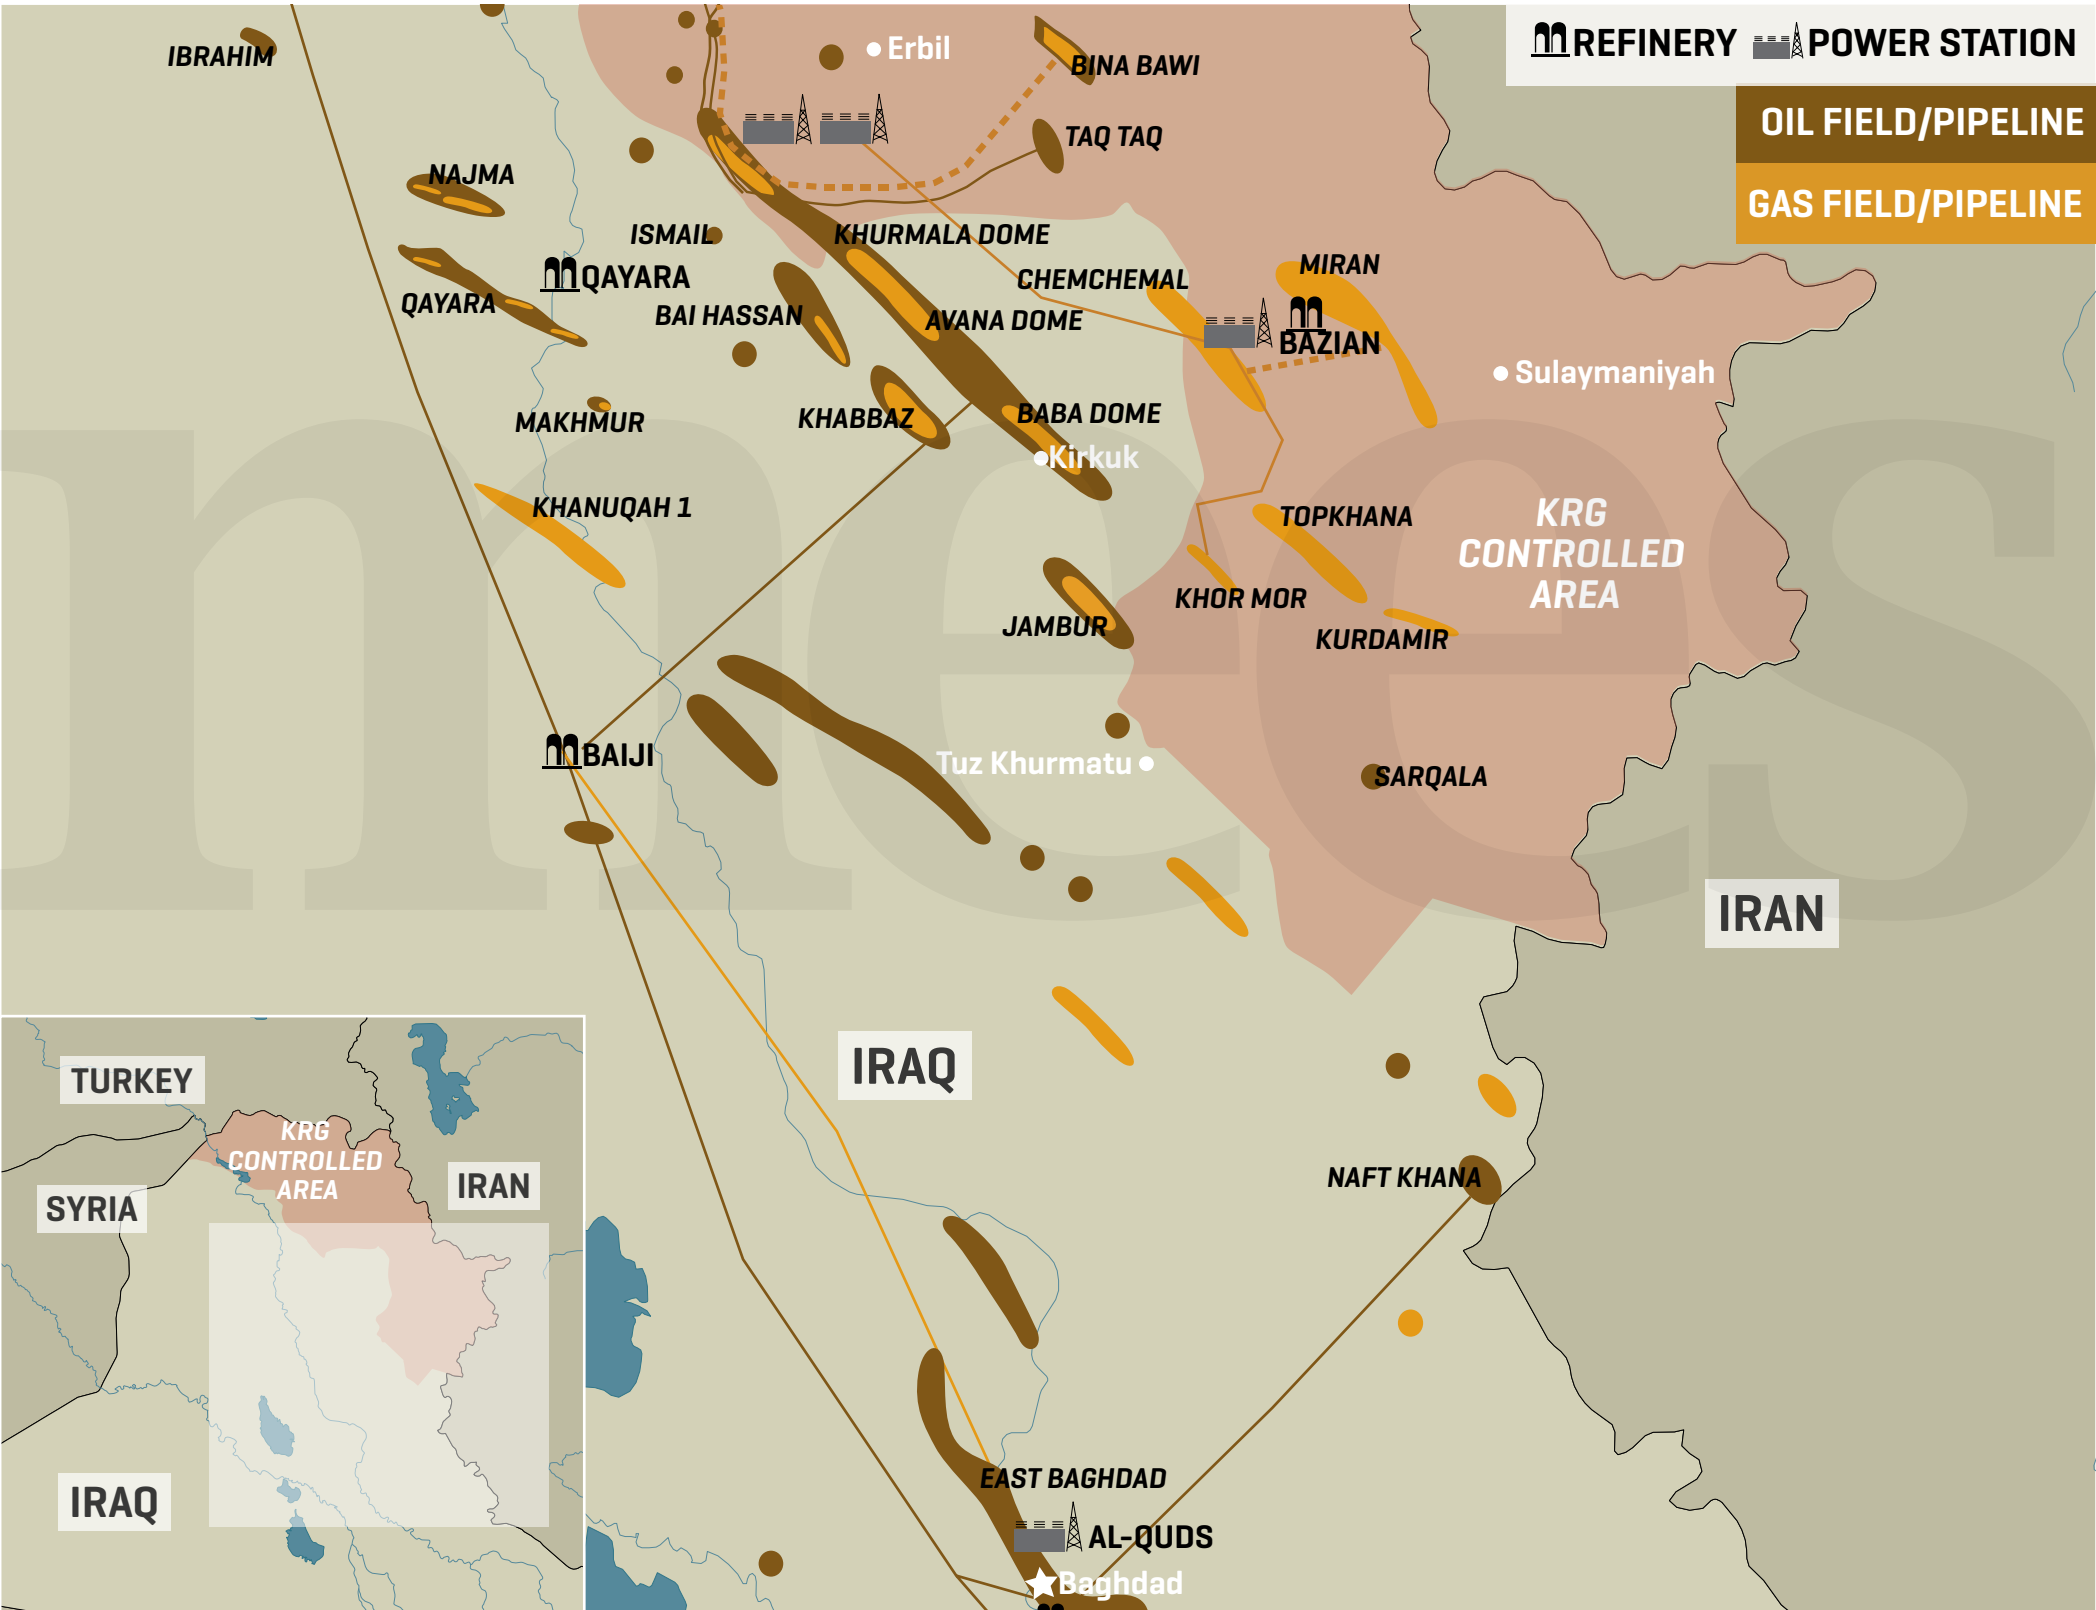 REFINERY POWER STATION
OIL FIELD/PIPELINE
GAS FIELD/PIPELINE
IBRAHIM
Erbil
BINA BAWI
TAQ TAQ
NAJMA
ISMAIL
KHURMALA DOME
QAYARA
QAYARA
CHEMCHEMAL
MIRAN
BAI HASSAN
AVANA DOME
BAZIAN
Sulaymaniyah
MAKHMUR
KHABBAZ
BABA DOME
Kirkuk
KHANUQAH 1
TOPKHANA
KRG
CONTROLLED
AREA
KHOR MOR
JAMBUR
KURDAMIR
mees
BAIJI
Tuz Khurmatu
SARQALA
IRAN
IRAQ
NAFT KHANA
EAST BAGHDAD
AL-QUDS
Baghdad
TURKEY
KRG
CONTROLLED
AREA
IRAN
SYRIA
IRAQ